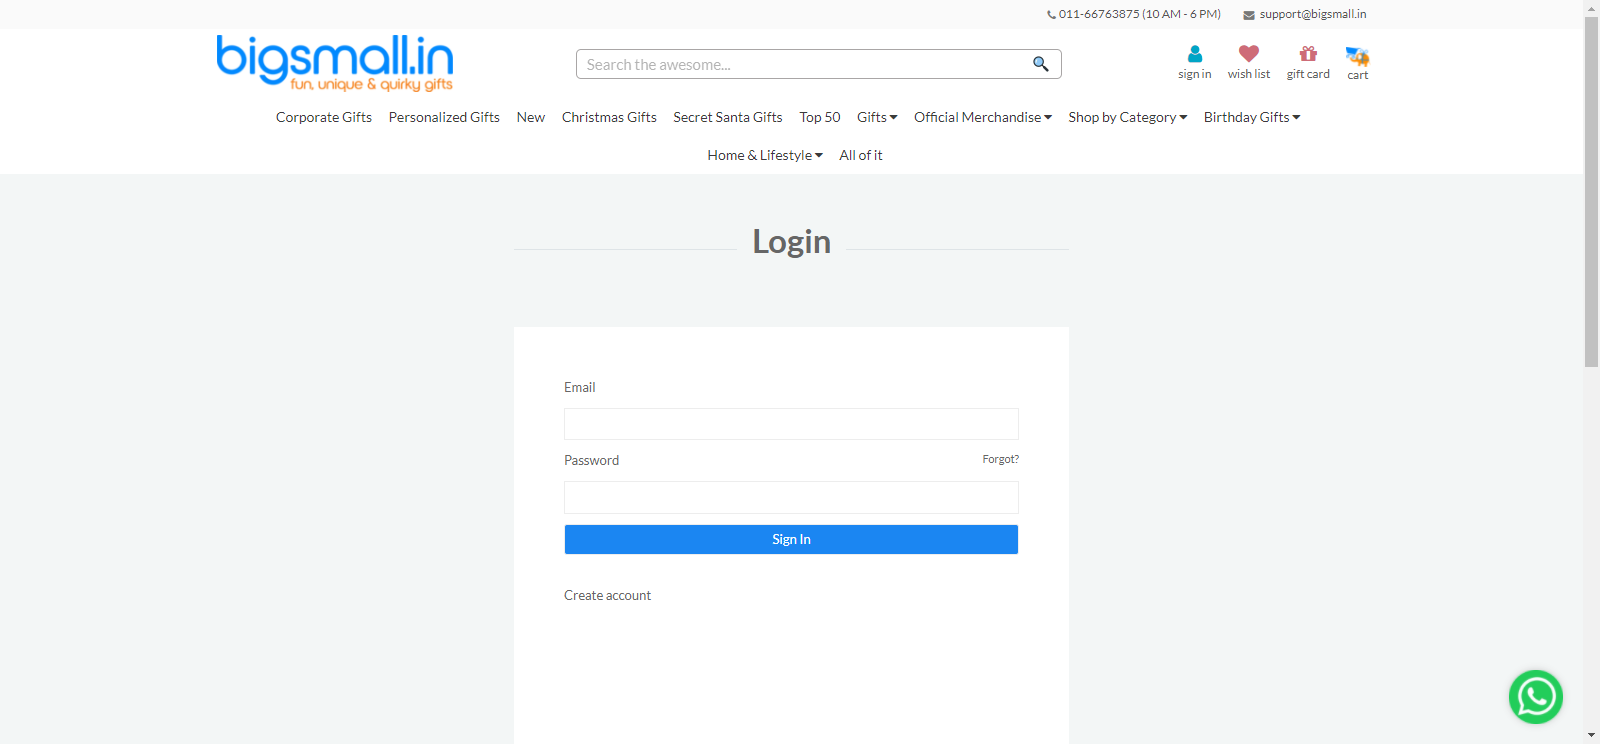 011-66763875 (10 AM - 6 PM) support@bigsmall.in
bigsmall.in
fun, unique & quirky gifts
Search the awesome...
sign in wish list gift card cart
Corporate Gifts Personalized Gifts New Christmas Gifts Secret Santa Gifts Top 50 Gifts Official Merchandise Shop by Category Birthday Gifts
Home & Lifestyle All of it
Login
Email
Password Forgot?
Sign In
Create account